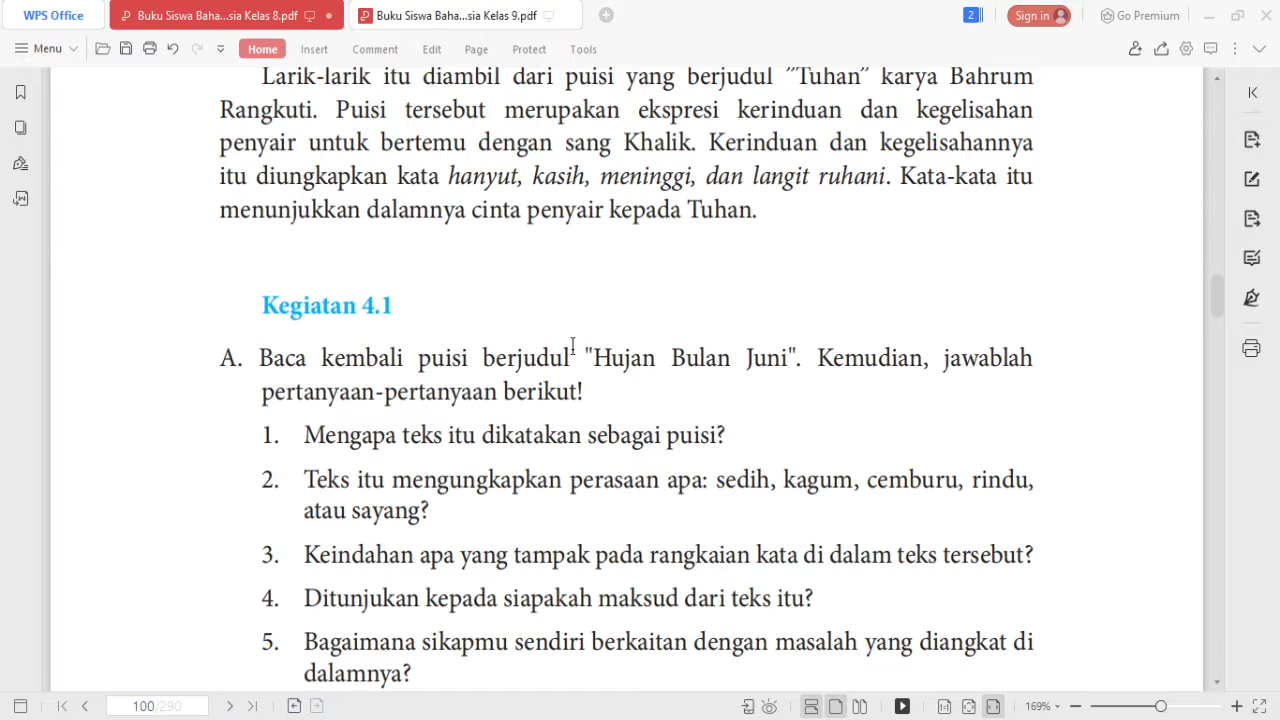 WPS Office
Buku Siswa Baha...sia Kelas 8.pdf
Buku Siswa Baha...sia Kelas 9.pdf
2
Sign in
Go Premium
Menu
Home
Insert
Comment
Edit
Page
Protect
Tools
Larik-larik itu diambil dari puisi yang berjudul ”Tuhan” karya Bahrum
Rangkuti. Puisi tersebut merupakan ekspresi kerinduan dan kegelisahan
penyair untuk bertemu dengan sang Khalik. Kerinduan dan kegelisahannya
itu diungkapkan kata hanyut, kasih, meninggi, dan langit ruhani. Kata-kata itu
menunjukkan dalamnya cinta penyair kepada Tuhan.
Kegiatan 4.1
A. Baca kembali puisi berjudul "Hujan Bulan Juni". Kemudian, jawablah
pertanyaan-pertanyaan berikut!
1. Mengapa teks itu dikatakan sebagai puisi?
2. Teks itu mengungkapkan perasaan apa: sedih, kagum, cemburu, rindu,
atau sayang?
3. Keindahan apa yang tampak pada rangkaian kata di dalam teks tersebut?
4. Ditunjukan kepada siapakah maksud dari teks itu?
5. Bagaimana sikapmu sendiri berkaitan dengan masalah yang diangkat di
dalamnya?
100/290
169%